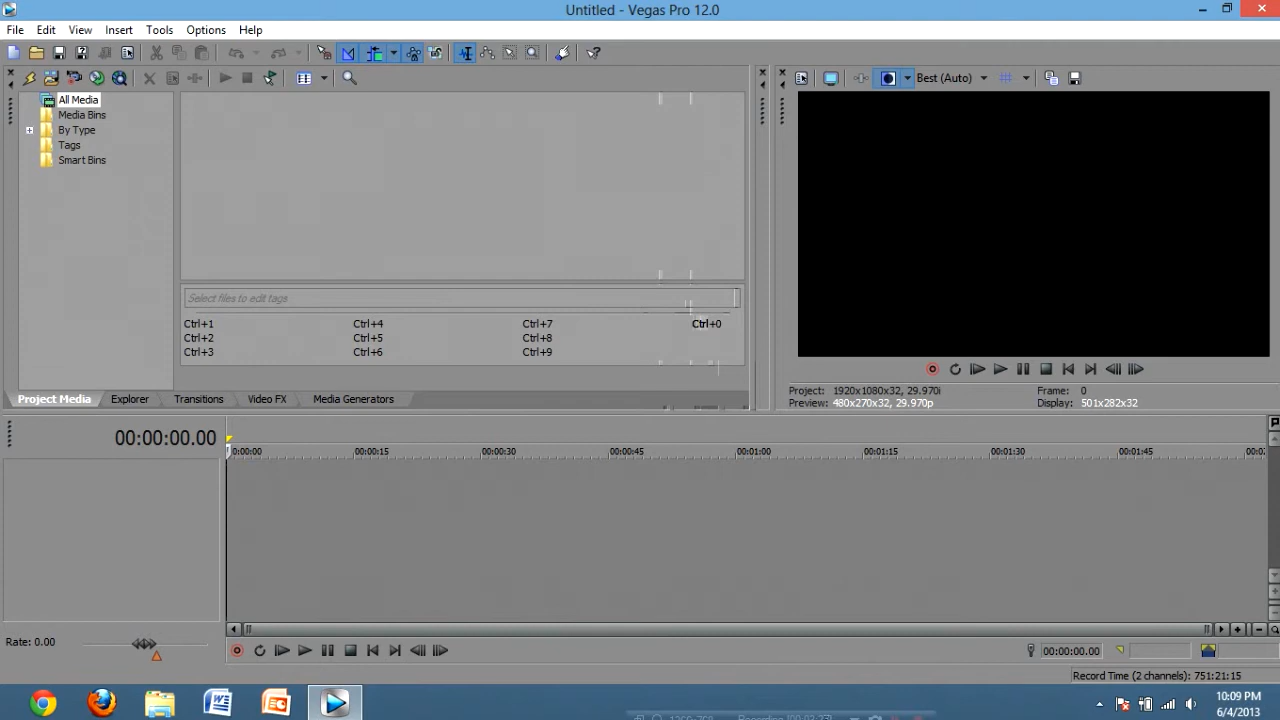 Untitled - Vegas Pro 12.0
File Edit View Insert Tools Options Help
Best (Auto)
All Media
Media Bins
By Type
Tags
Smart Bins
Select files to edit tags
Ctrl+1 Ctrl+4 Ctrl+7 Ctrl+0
Ctrl+2 Ctrl+5 Ctrl+8
Ctrl+3 Ctrl+6 Ctrl+9
Project: 1920x1080x32, 29.970i Frame: 0
Preview: 480x270x32, 29.970p Display: 501x282x32
Project Media Explorer Transitions Video FX Media Generators
00:00:00.00
0:00:00 00:00:15 00:00:30 00:00:45 00:01:00 00:01:15 00:01:30 00:01:45
Rate: 0.00
00:00:00.00
Record Time (2 channels): 751:21:15
10:09 PM
6/4/2013